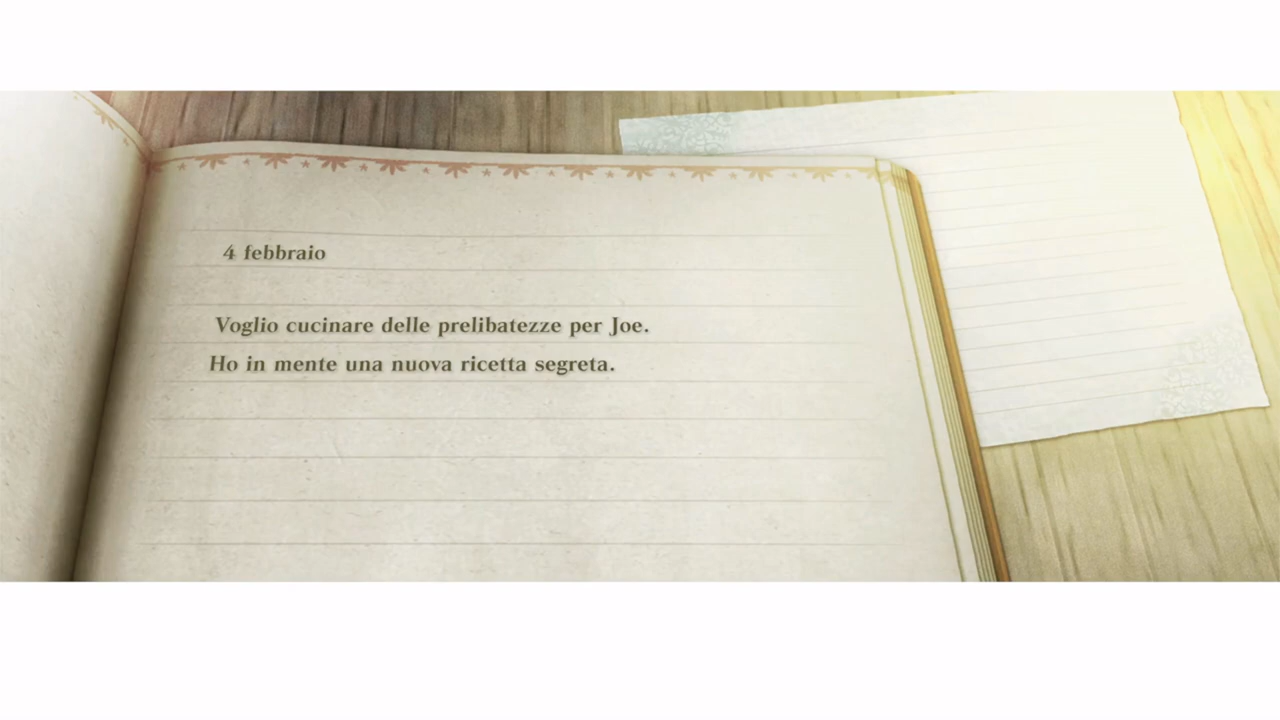 4 febbraio
Voglio cucinare delle prelibatezze per Joe.
Ho in mente una nuova ricetta segreta.